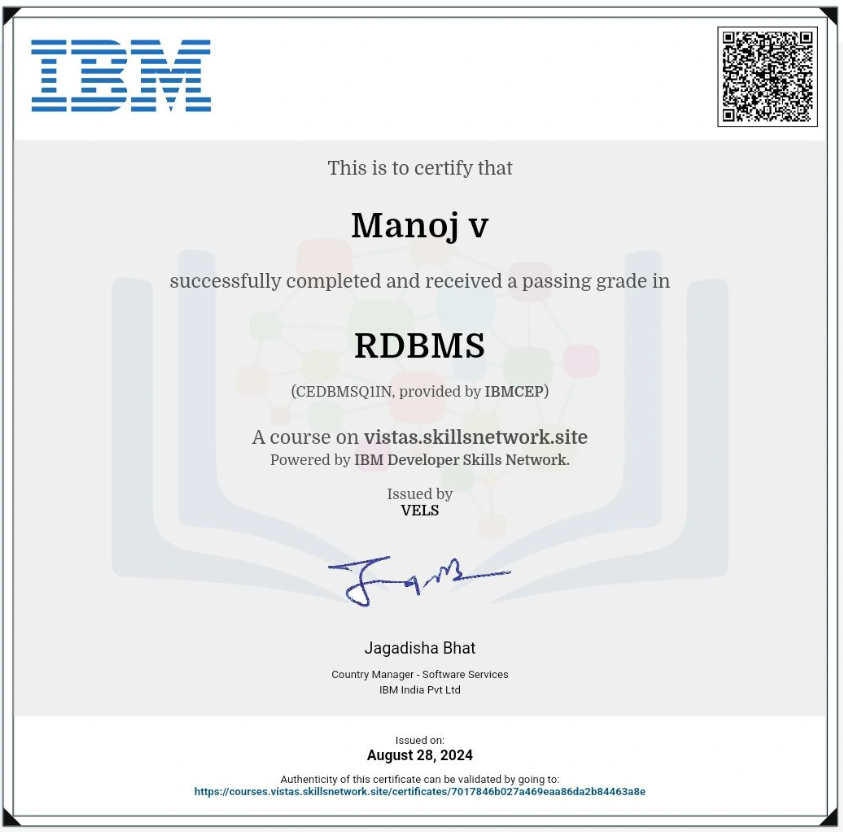 IBM
This is to certify that
Manoj v
successfully completed and received a passing grade in
RDBMS
(CEDBMSQ1IN, provided by IBMCEP)
A course on vistas.skillsnetwork.site
Powered by IBM Developer Skills Network.
Issued by
VELS
Jagadisha Bhat
Country Manager - Software Services
IBM India Pvt Ltd
Issued on:
August 28, 2024
Authenticity of this certificate can be validated by going to:
https://courses.vistas.skillsnetwork.site/certificates/7017846b027a469eaa86da2b84463a8e